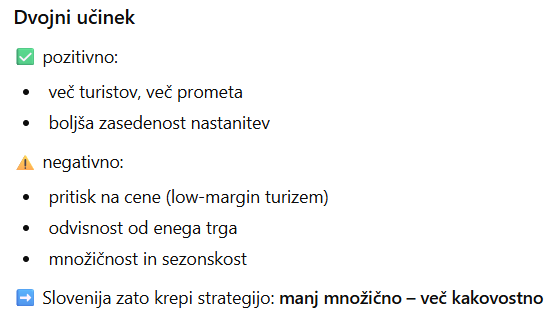 Dvojni učinek
✅ pozitivno:
• več turistov, več prometa
• boljša zasedenost nastanitev
⚠️ negativno:
• pritisk na cene (low-margin turizem)
• odvisnost od enega trga
• množičnost in sezonskost
➡️ Slovenija zato krepi strategijo: manj množično – več kakovostno